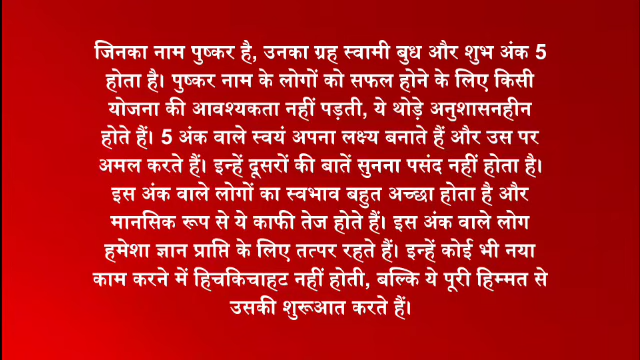 जिनका नाम पुष्कर है, उनका ग्रह स्वामी बुध और शुभ अंक 5
होता है। पुष्कर नाम के लोगों को सफल होने के लिए किसी
योजना की आवश्यकता नहीं पड़ती, ये थोड़े अनुशासनहीन
होते हैं। 5 अंक वाले स्वयं अपना लक्ष्य बनाते हैं और उस पर
अमल करते हैं। इन्हें दूसरों की बातें सुनना पसंद नहीं होता है।
इस अंक वाले लोगों का स्वभाव बहुत अच्छा होता है और
मानसिक रूप से ये काफी तेज होते हैं। इस अंक वाले लोग
हमेशा ज्ञान प्राप्ति के लिए तत्पर रहते हैं। इन्हें कोई भी नया
काम करने में हिचकिचाहट नहीं होती, बल्कि ये पूरी हिम्मत से
उसकी शुरूआत करते हैं।